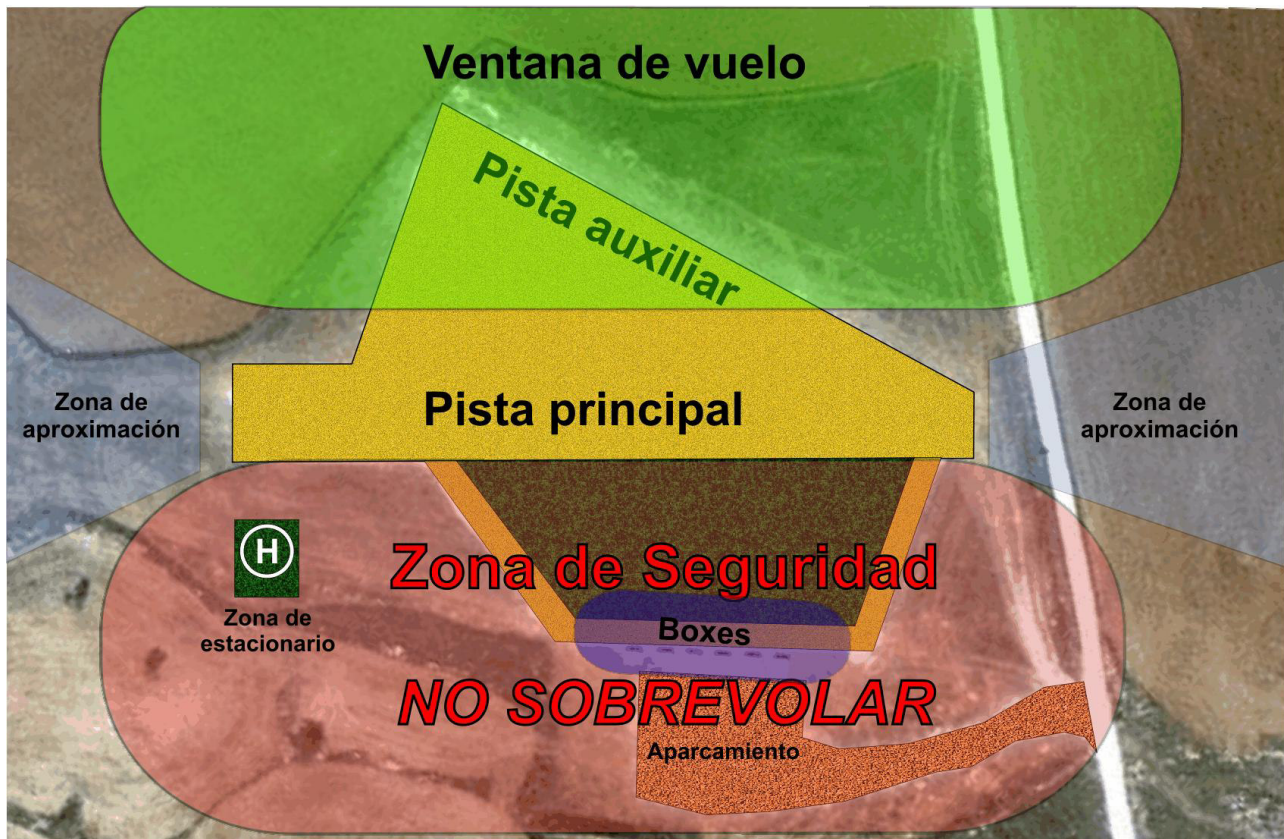 Ventana de vuelo
Pista auxiliar
Pista principal
Zona de
aproximación
Zona de
aproximación
H
Zona de
estacionario
Zona de Seguridad
Boxes
NO SOBREVOLAR
Aparcamiento